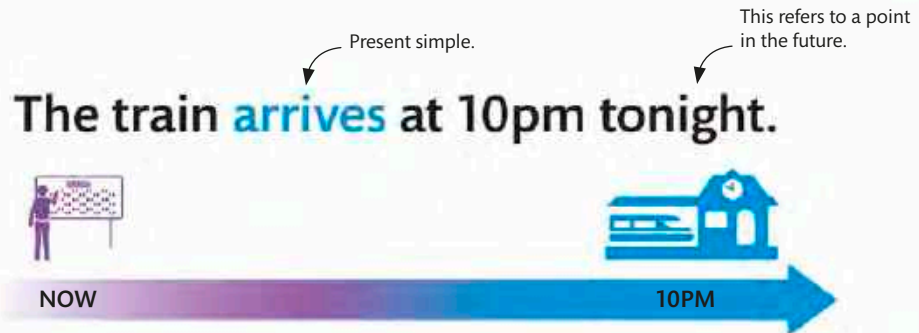 This refers to a point
in the future.
Present simple.
The train arrives at 10pm tonight.
NOW
10PM